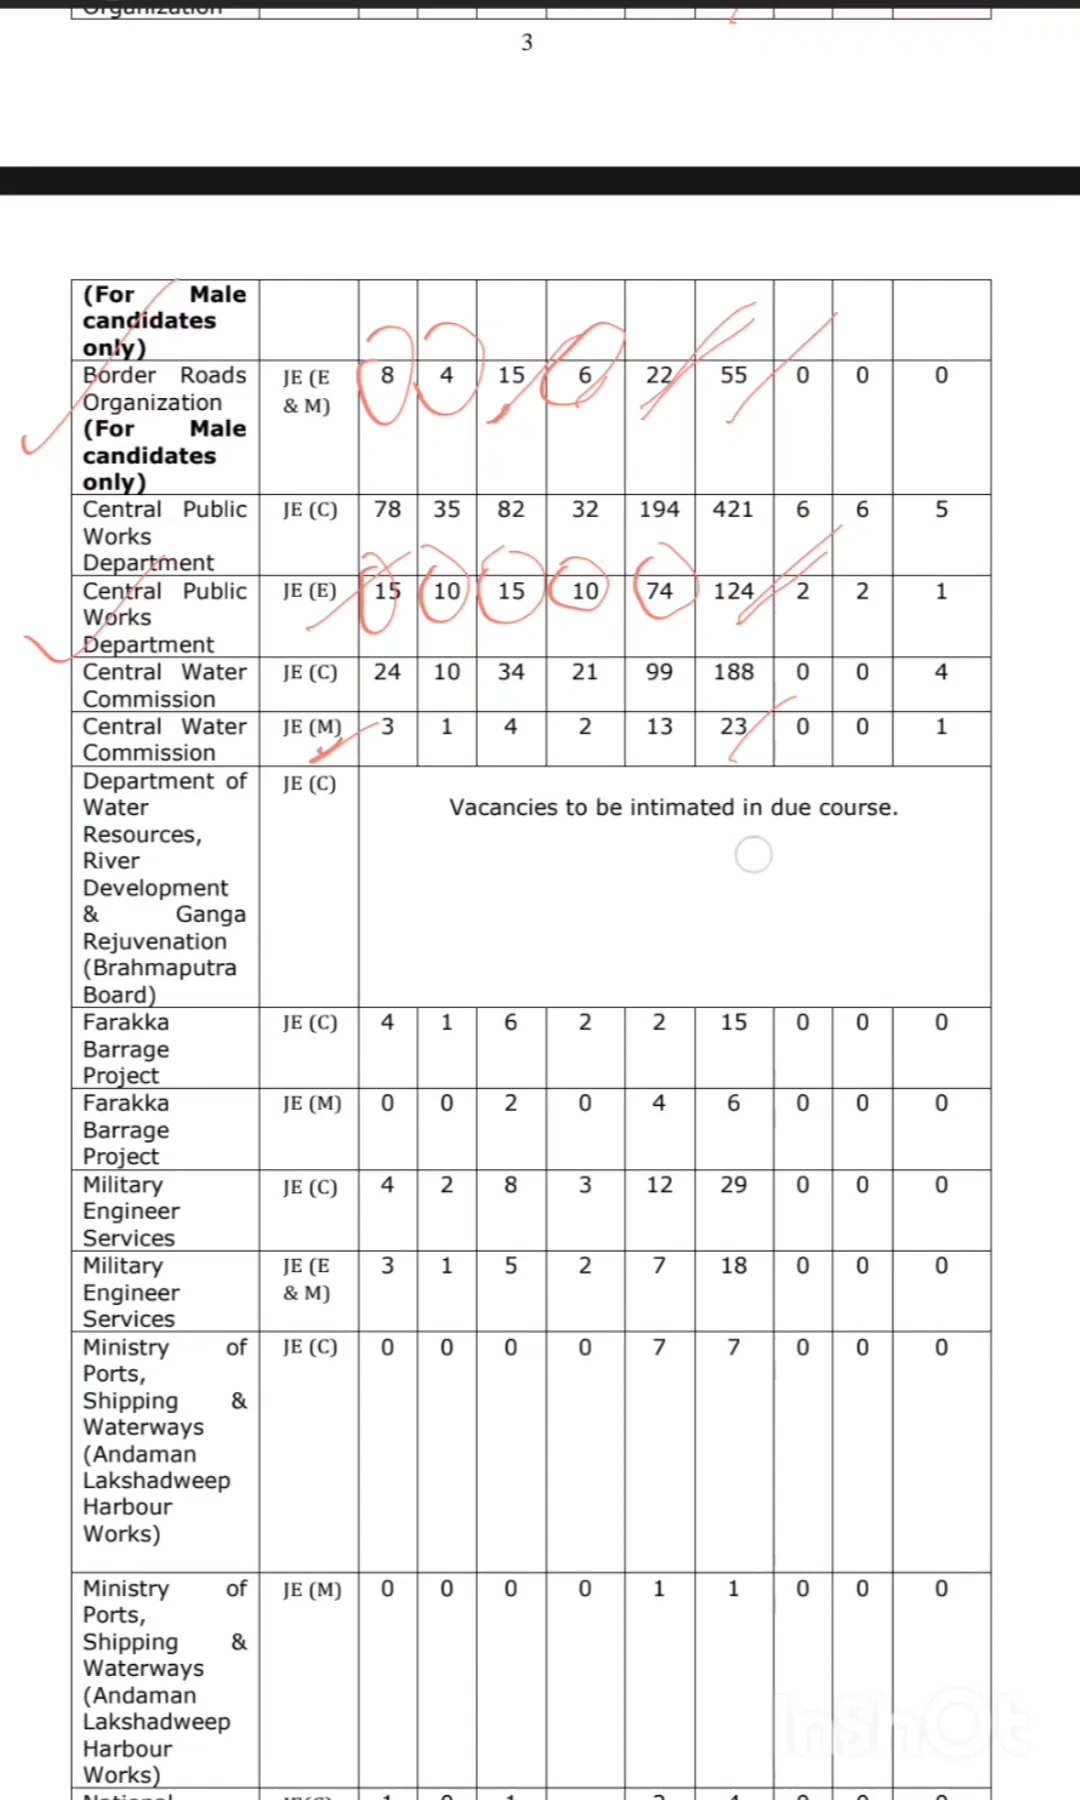 Organization
3
(For Male
candidates
only)
Border Roads
Organization
(For Male
candidates
only)
JE (E
& M)
8 4 15 6 22 55 0 0 0
Central Public
Works
Department
JE (C) 78 35 82 32 194 421 6 6 5
Central Public
Works
Department
JE (E) 15 10 15 10 74 124 2 2 1
Central Water
Commission
JE (C) 24 10 34 21 99 188 0 0 4
Central Water
Commission
JE (M) 3 1 4 2 13 23 0 0 1
Department of
Water
Resources,
River
Development
& Ganga
Rejuvenation
(Brahmaputra
Board)
JE (C)
Vacancies to be intimated in due course.
Farakka
Barrage
Project
JE (C) 4 1 6 2 2 15 0 0 0
Farakka
Barrage
Project
JE (M) 0 0 2 0 4 6 0 0 0
Military
Engineer
Services
JE (C) 4 2 8 3 12 29 0 0 0
Military
Engineer
Services
JE (E
& M)
3 1 5 2 7 18 0 0 0
Ministry of
Ports,
Shipping &
Waterways
(Andaman
Lakshadweep
Harbour
Works)
JE (C) 0 0 0 0 7 7 0 0 0
Ministry of
Ports,
Shipping &
Waterways
(Andaman
Lakshadweep
Harbour
Works)
JE (M) 0 0 0 0 1 1 0 0 0
National
InShOt